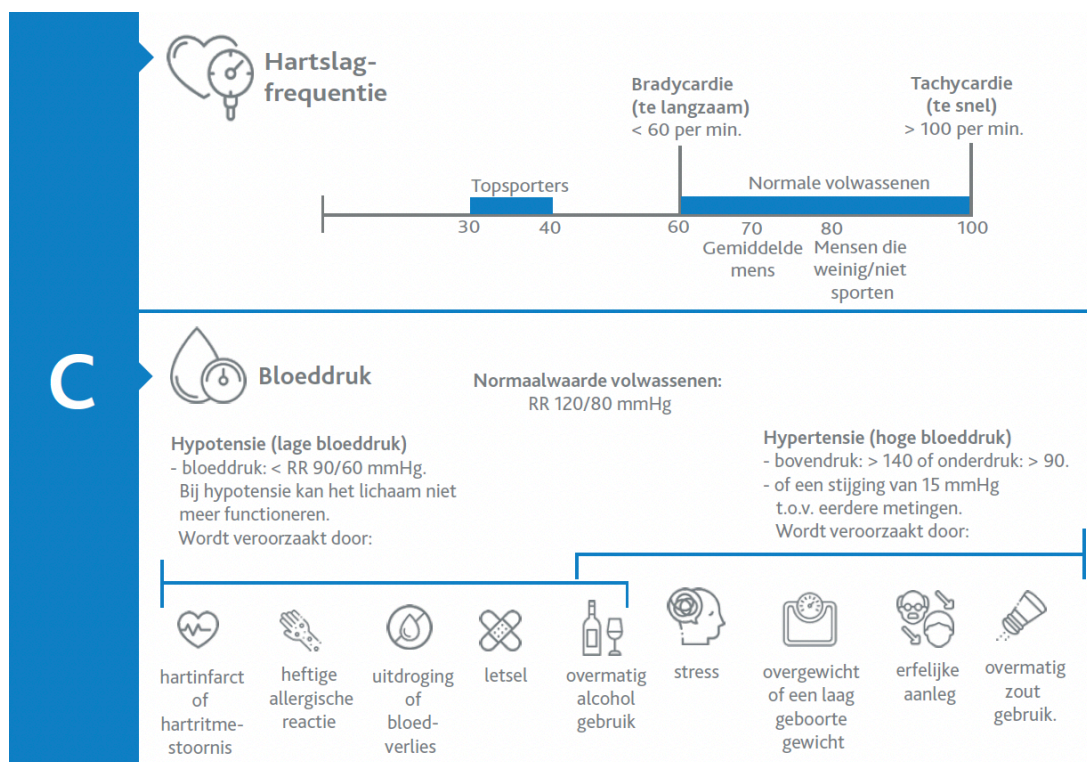 C
Hartslag-
frequentie
Bradycardie
(te langzaam)
< 60 per min.
Tachycardie
(te snel)
> 100 per min.
Topsporters
Normale volwassenen
30
40
60
70
80
100
Gemiddelde
mens
Mensen die
weinig/niet
sporten
Bloeddruk
Normaalwaarde volwassenen:
RR 120/80 mmHg
Hypotensie (lage bloeddruk)
- bloeddruk: < RR 90/60 mmHg.
Bij hypotensie kan het lichaam niet
meer functioneren.
Wordt veroorzaakt door:
Hypertensie (hoge bloeddruk)
- bovendruk: > 140 of onderdruk: > 90.
- of een stijging van 15 mmHg
t.o.v. eerdere metingen.
Wordt veroorzaakt door:
hartinfarct
of
hartritme-
stoornis
heftige
allergische
reactie
uitdroging
of
bloed-
verlies
letsel
overmatig
alcohol
gebruik
stress
overgewicht
of een laag
geboorte
gewicht
erfelijke
aanleg
overmatig
zout
gebruik.